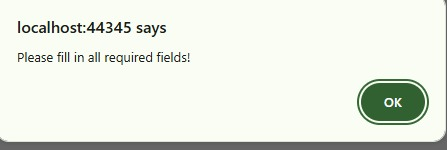 localhost:44345 says
Please fill in all required fields!
OK